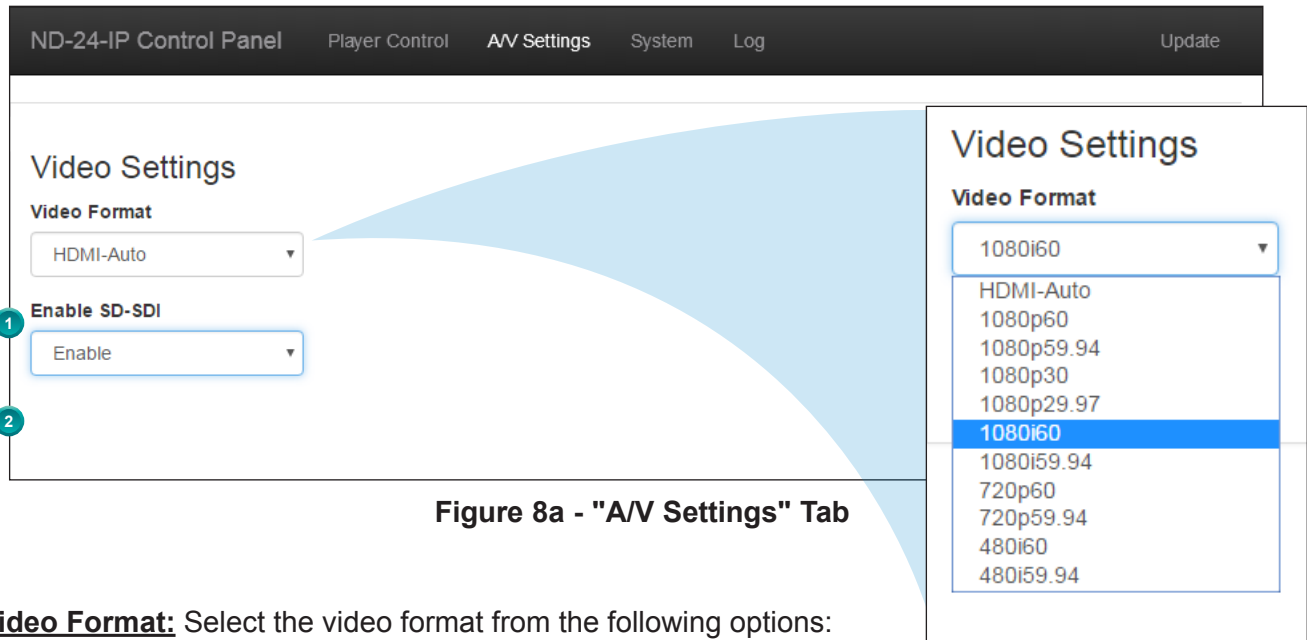 ND-24-IP Control Panel Player Control A/V Settings System Log Update
Video Settings
Video Format
HDMI-Auto
Enable SD-SDI
1
Enable
2
Video Settings
Video Format
1080i60
HDMI-Auto
1080p60
1080p59.94
1080p30
1080p29.97
1080i60
1080i59.94
720p60
720p59.94
480i60
480i59.94
Figure 8a - "A/V Settings" Tab
ideo Format: Select the video format from the following options: